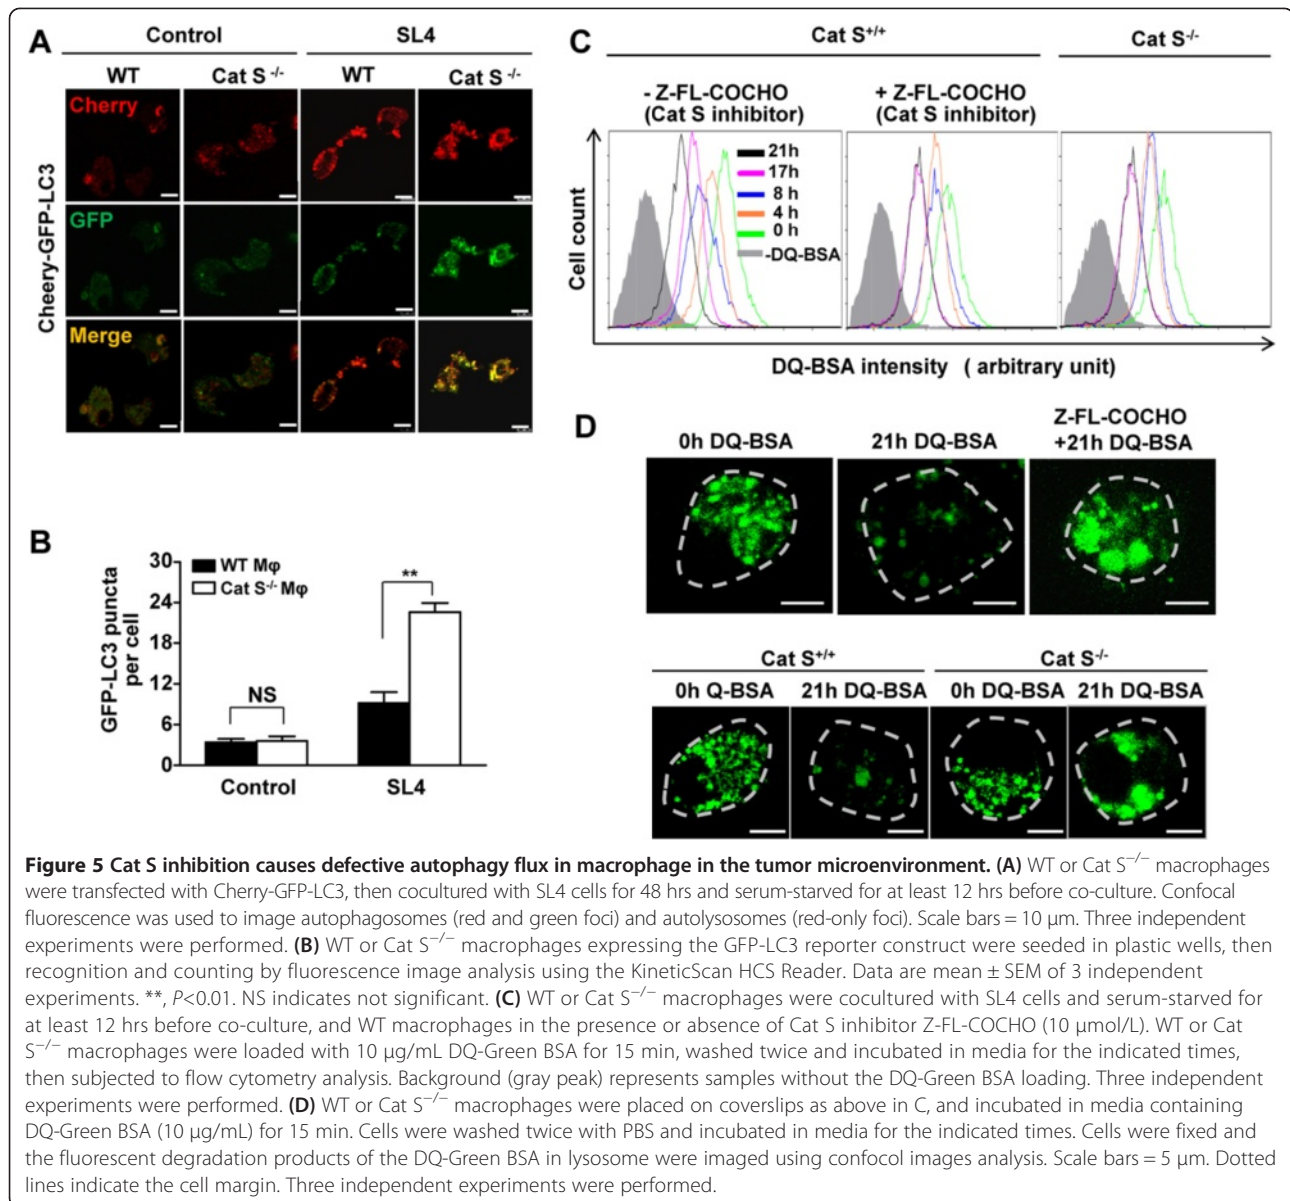 A
Control
SL4
WT
Cat S -/-
WT
Cat S -/-
Cherry
GFP
Merge
Cheerry-GFP-LC3
B
GFP-LC3 puncta
per cell
30
24
18
12
6
0
WT Mφ
Cat S-/- Mφ
NS
**
Control
SL4
C
Cat S+/+
Cat S-/-
- Z-FL-COCHO
(Cat S inhibitor)
+ Z-FL-COCHO
(Cat S inhibitor)
21h
17h
8 h
4 h
0 h
-DQ-BSA
Cell count
DQ-BSA intensity ( arbitrary unit)
D
0h DQ-BSA
21h DQ-BSA
Z-FL-COCHO
+21h DQ-BSA
Cat S+/+
Cat S-/-
0h Q-BSA
21h DQ-BSA
0h DQ-BSA
21h DQ-BSA
Figure 5 Cat S inhibition causes defective autophagy flux in macrophage in the tumor microenvironment. (A) WT or Cat S−/− macrophages
were transfected with Cherry-GFP-LC3, then cocultured with SL4 cells for 48 hrs and serum-starved for at least 12 hrs before co-culture. Confocal
fluorescence was used to image autophagosomes (red and green foci) and autolysosomes (red-only foci). Scale bars = 10 μm. Three independent
experiments were performed. (B) WT or Cat S−/− macrophages expressing the GFP-LC3 reporter construct were seeded in plastic wells, then
recognition and counting by fluorescence image analysis using the KineticScan HCS Reader. Data are mean ± SEM of 3 independent
experiments. **, P<0.01. NS indicates not significant. (C) WT or Cat S−/− macrophages were cocultured with SL4 cells and serum-starved for
at least 12 hrs before co-culture, and WT macrophages in the presence or absence of Cat S inhibitor Z-FL-COCHO (10 μmol/L). WT or Cat
S−/− macrophages were loaded with 10 μg/mL DQ-Green BSA for 15 min, washed twice and incubated in media for the indicated times,
then subjected to flow cytometry analysis. Background (gray peak) represents samples without the DQ-Green BSA loading. Three independent
experiments were performed. (D) WT or Cat S−/− macrophages were placed on coverslips as above in C, and incubated in media containing
DQ-Green BSA (10 μg/mL) for 15 min. Cells were washed twice with PBS and incubated in media for the indicated times. Cells were fixed and
the fluorescent degradation products of the DQ-Green BSA in lysosome were imaged using confocol images analysis. Scale bars = 5 μm. Dotted
lines indicate the cell margin. Three independent experiments were performed.